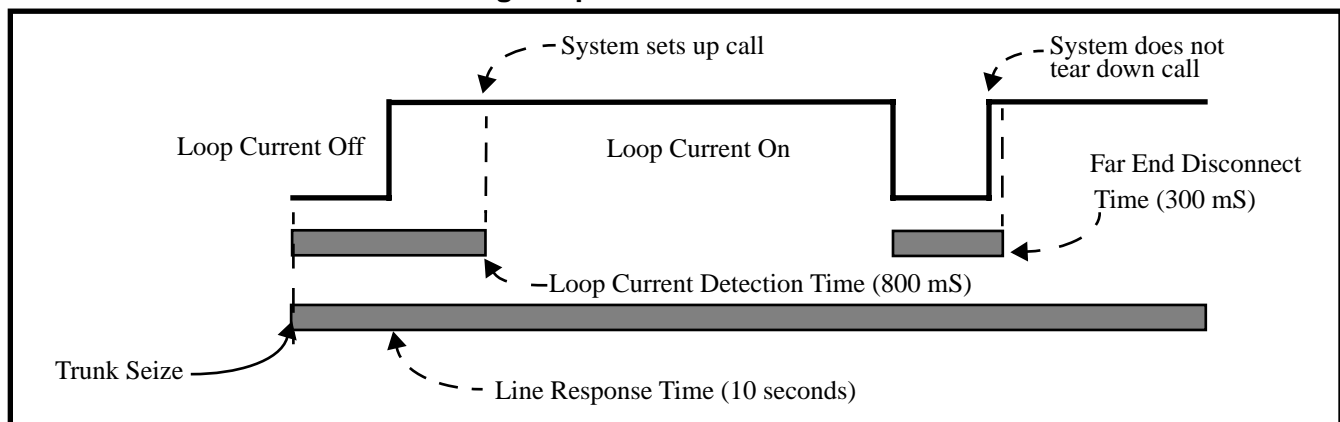 System sets up call
System does not
tear down call
Loop Current Off
Loop Current On
Far End Disconnect
Time (300 mS)
Loop Current Detection Time (800 mS)
Trunk Seize
Line Response Time (10 seconds)